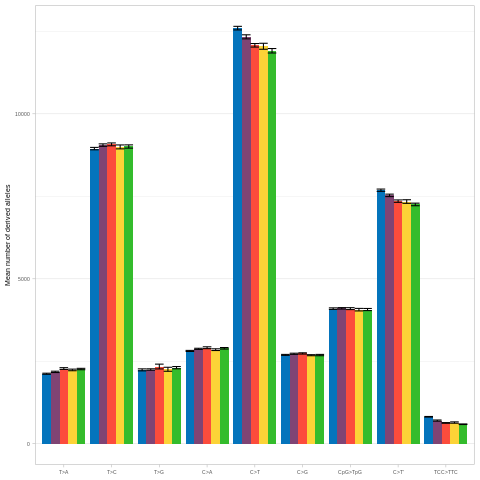 Mean number of derived alleles
10000
5000
0
T>A T>C T>G C>A C>T C>G CpG>TpG C>T' TCC>TTC